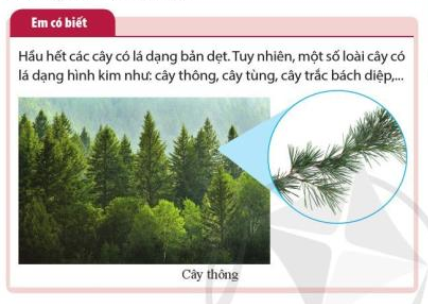 Em có biết
Hầu hết các cây có lá dạng bản dẹt. Tuy nhiên, một số loài cây có
lá dạng hình kim như: cây thông, cây tùng, cây trắc bách diệp,...
Cây thông